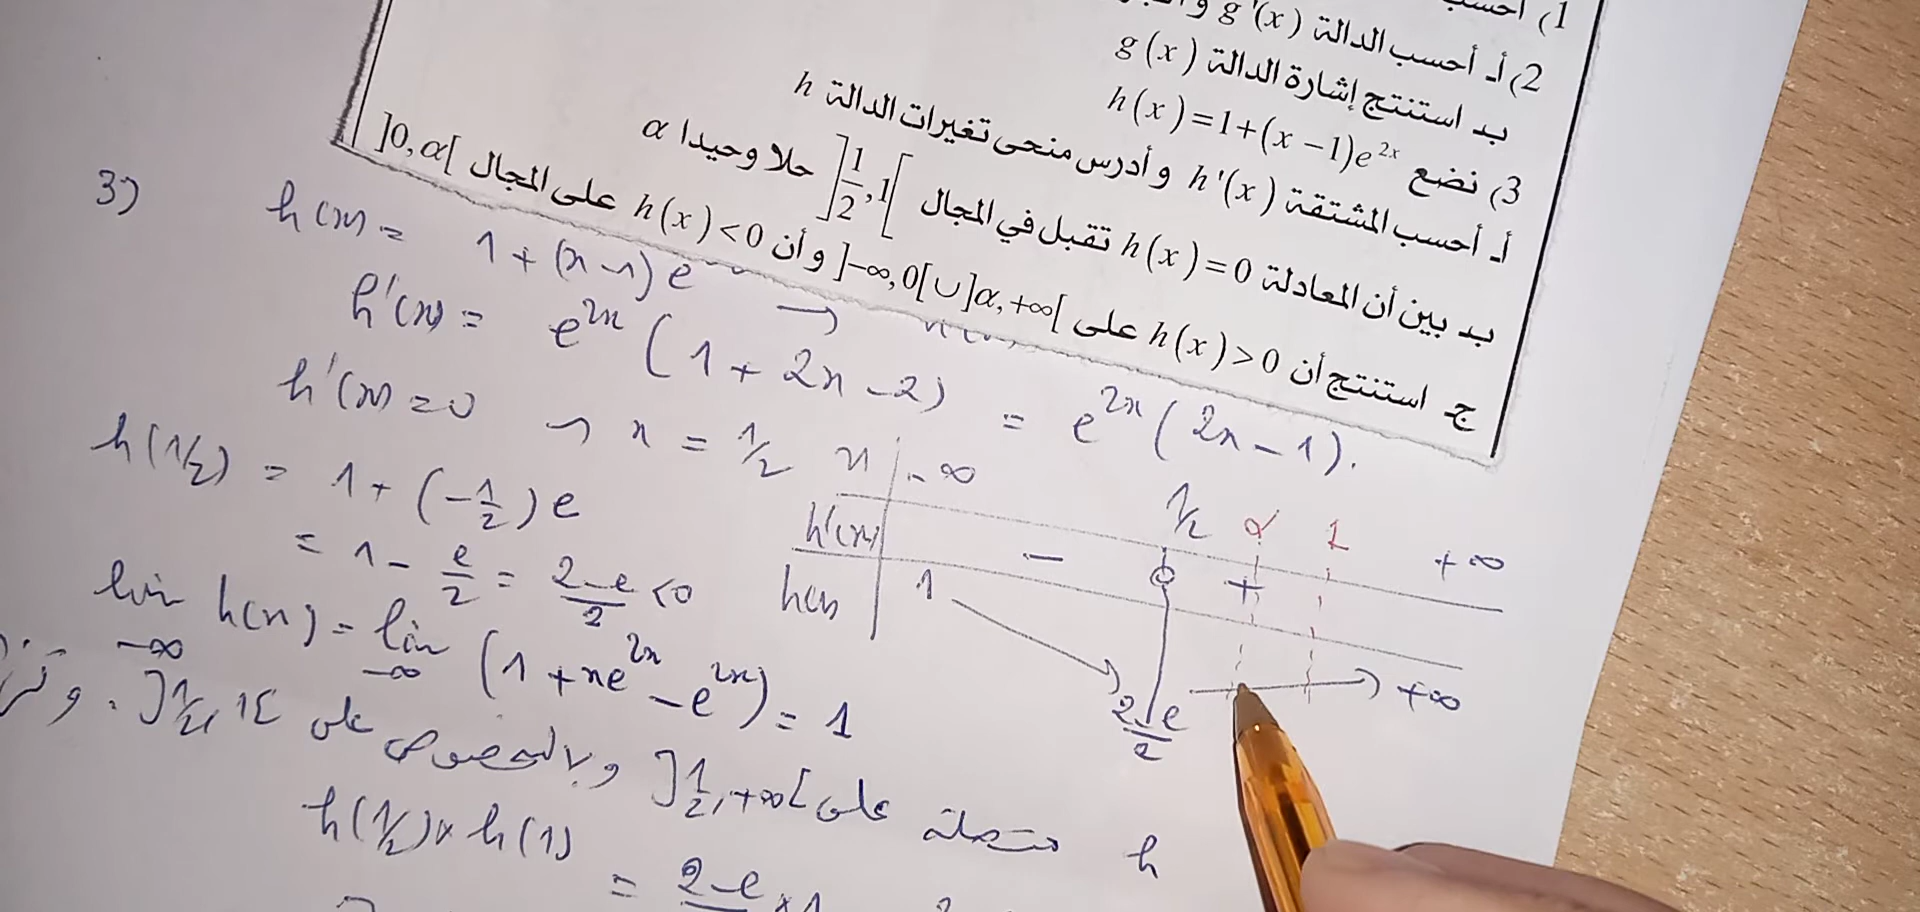 1) أحسب
2) أ. أحسب الدالة g'(x)
ب. استنتج إشارة الدالة g(x)
3) نضع h(x)=1+(x-1)e^{2x}
أ. أحسب المشتقة h'(x) وأدرس منحى تغيرات الدالة h
ب. بين أن المعادلة h(x)=0 تقبل في المجال ]1/2,1[ حلا وحيدا α
ج. استنتج أن h(x)>0 على ]-∞,0[∪]α,+∞[ وأن h(x)<0 على المجال ]0,α[
3) h(x) = 1+(x-1)e
h'(x) = e^{2x}(1+2x-2) = e^{2x}(2x-1).
h'(x)=0 → x = 1/2
h(1/2) = 1+(-1/2)e
= 1 - e/2 = 2-e/2 <0
x -∞ 1/2 α 1 +∞
h'(x) - 0 +
h(x) 1 2-e/2 +∞
lim h(x) = lim (1+xe^{2x}-e^{2x}) = 1
-∞ -∞
h متصلة على ]1/2,+∞[ وبالخصوص على ]1/2,1[.
h(1/2)×h(1) = 2-e ×1